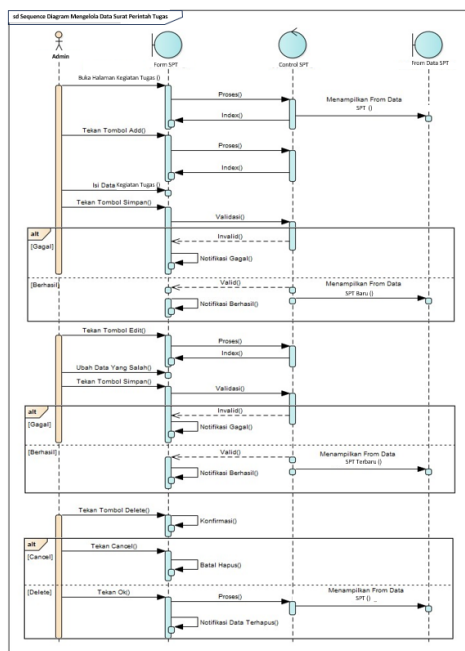 sd Sequence Diagram Mengelola Data Surat Perintah Tugas
Admin
Form SPT
Control SPT
From Data SPT
Buka Halaman Kegiatan Tugas ()
Proses()
Index()
Menampilkan From Data
SPT ()
Tekan Tombol Add()
Proses()
Index()
Isi Data Kegiatan Tugas ()
Tekan Tombol Simpan()
Validasi()
alt
[Gagal]
Invalid()
Notifikasi Gagal()
[Berhasil]
Valid()
Menampilkan From Data
SPT Baru ()
Notifikasi Berhasil()
Tekan Tombol Edit()
Proses()
Index()
Ubah Data Yang Salah()
Tekan Tombol Simpan()
Validasi()
alt
[Gagal]
Invalid()
Notifikasi Gagal()
[Berhasil]
Valid()
Menampilkan From Data
SPT Terbaru ()
Notifikasi Berhasil()
Tekan Tombol Delete()
Konfirmasi()
alt
[Cancel]
Tekan Cancel()
Batal Hapus()
[Delete]
Tekan Ok()
Proses()
Menampilkan From Data
SPT ()
Notifikasi Data Terhapus()